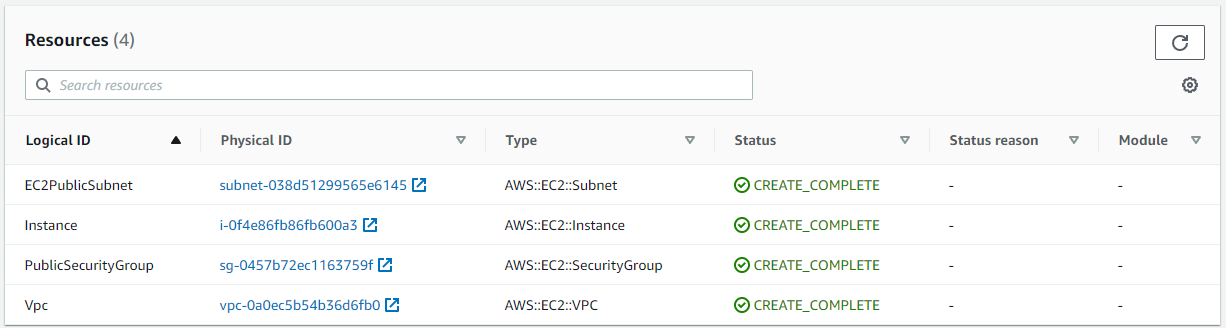 Resources (4)
Search resources
Logical ID Physical ID Type Status Status reason Module
EC2PublicSubnet subnet-038d51299565e6145 AWS::EC2::Subnet CREATE_COMPLETE - -
Instance i-0f4e86fb86fb600a3 AWS::EC2::Instance CREATE_COMPLETE - -
PublicSecurityGroup sg-0457b72ec1163759f AWS::EC2::SecurityGroup CREATE_COMPLETE - -
Vpc vpc-0a0ec5b54b36d6fb0 AWS::EC2::VPC CREATE_COMPLETE - -